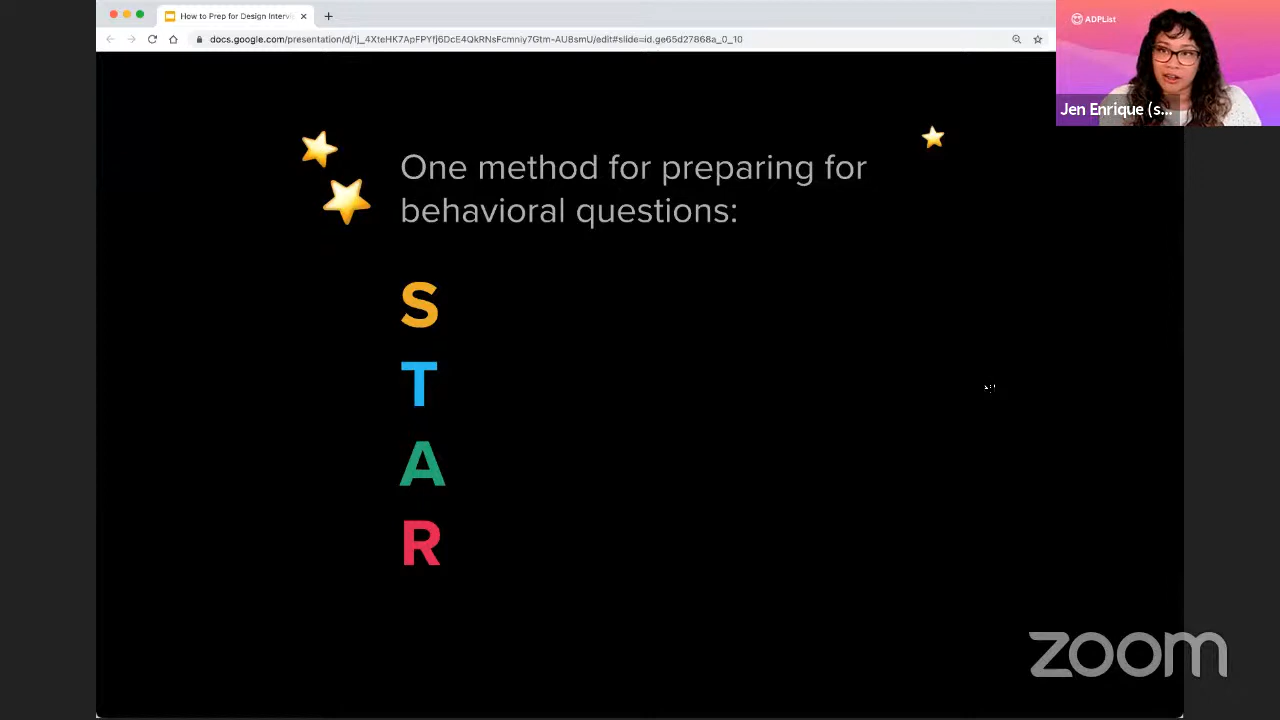 How to Prep for Design Intervi
docs.google.com/presentation/d/1j_4XteHK7ApFPYfj6DcE4QkRNsFcmniy7Gtm-AU8smU/edit#slide=id.ge65d27868a_0_10
ADPList
Jen Enrique (s...
One method for preparing for
behavioral questions:
S
T
A
R
zoom